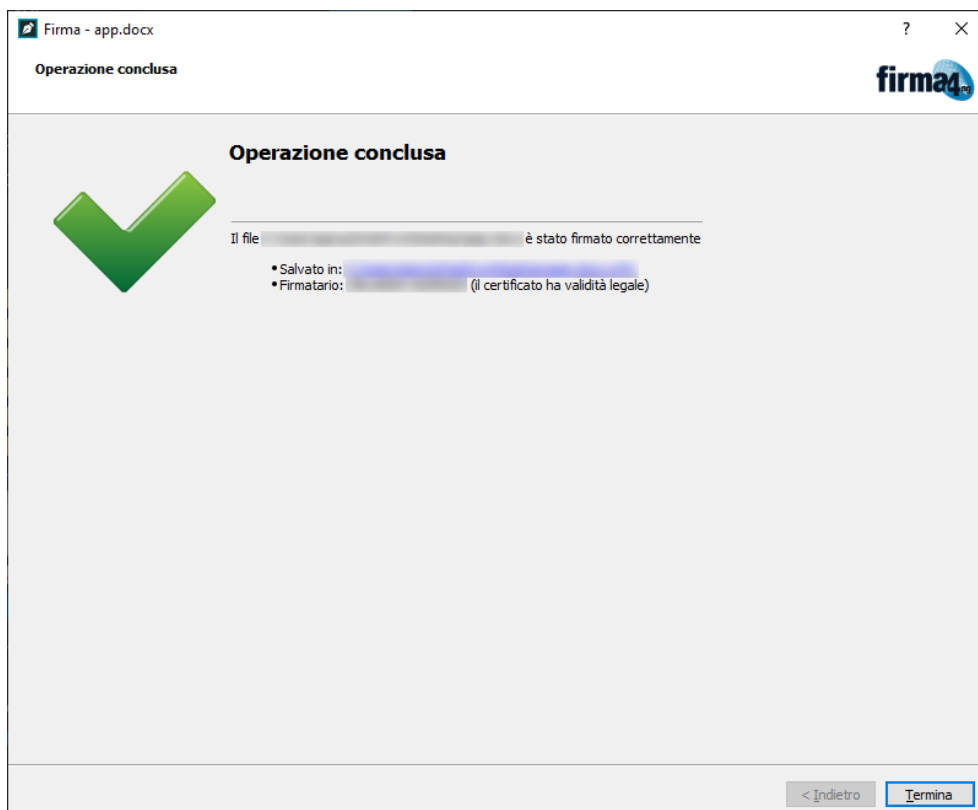 Firma - app.docx
?
Operazione conclusa
firma4ng
Operazione conclusa
Il file è stato firmato correttamente
• Salvato in:
• Firmatario: (il certificato ha validità legale)
< Indietro
Termina